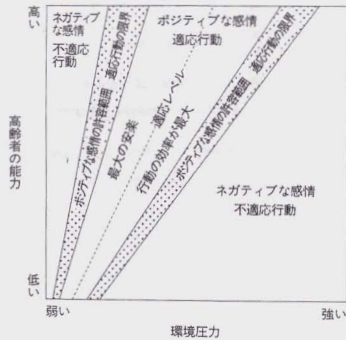 高い
ネガティブ
な感情
不適応
行動
ポジティブな感情
適応行動
適応行動の限界
ポジティブな感情の許容範囲
最大の安楽
適応レベル
行動の効率が最大
適応行動の限界
ポジティブな感情の許容範囲
ネガティブな感情
不適応行動
高齢者の能力
低い
弱い
強い
環境圧力